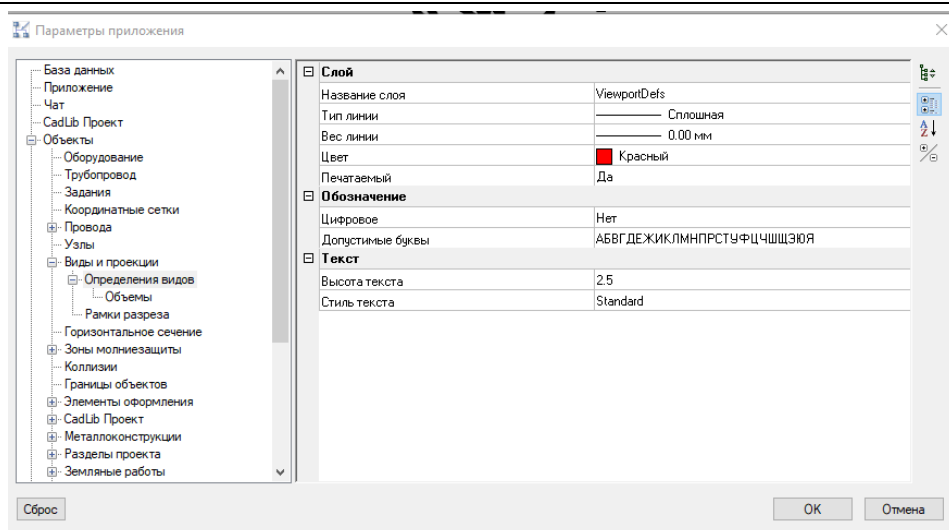 Параметры приложения
База данных
Приложение
Чат
CadLib Проект
Объекты
Оборудование
Трубопровод
Задания
Координатные сетки
Провода
Узлы
Виды и проекции
Определения видов
Объемы
Рамки разреза
Горизонтальное сечение
Зоны молниезащиты
Коллизии
Границы объектов
Элементы оформления
CadLib Проект
Металлоконструкции
Разделы проекта
Земляные работы
Слой
Название слоя ViewportDefs
Тип линии Сплошная
Вес линии 0.00 мм
Цвет Красный
Печатаемый Да
Обозначение
Цифровое Нет
Допустимые буквы АБВГДЕЖИКЛМНПРСТУФЦЧШЩЭЮЯ
Текст
Высота текста 2.5
Стиль текста Standard
Сброс OK Отмена